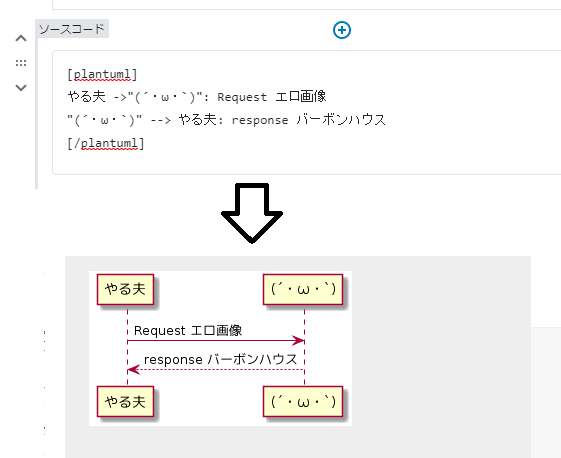 ソースコード
[plantuml]
やる夫 ->"(´・ω・`)": Request エロ画像
"(´・ω・`)" --> やる夫: response バーボンハウス
[/plantuml]
やる夫
(´・ω・`)
Request エロ画像
response バーボンハウス
やる夫
(´・ω・`)